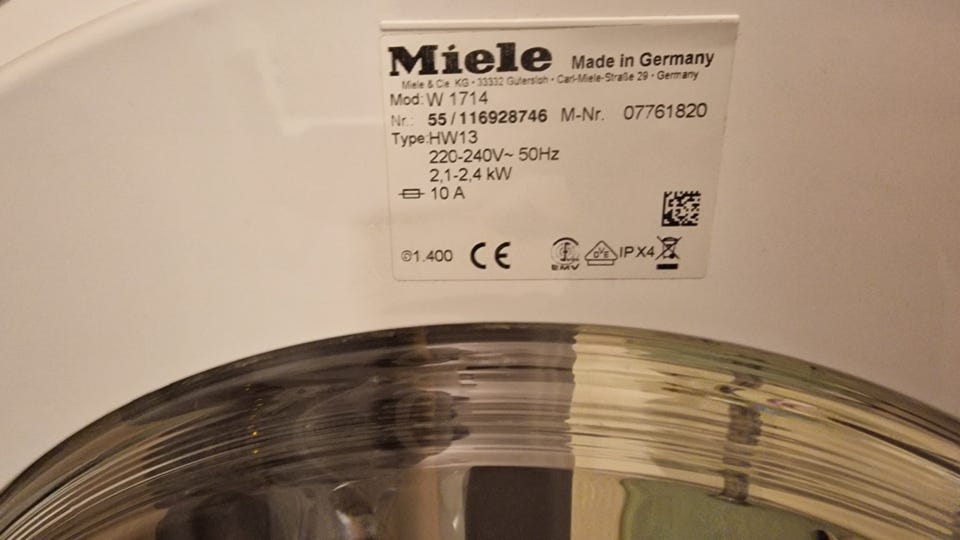 Miele Made in Germany
Miele & Cie. KG • 33332 Gütersloh • Carl-Miele-Straße 29 • Germany
Mod: W 1714
Nr.: 55 / 116928746 M-Nr. 07761820
Type: HW13
220-240V~ 50Hz
2,1-2,4 kW
10 A
1.400 CE EMV VDE IPX4